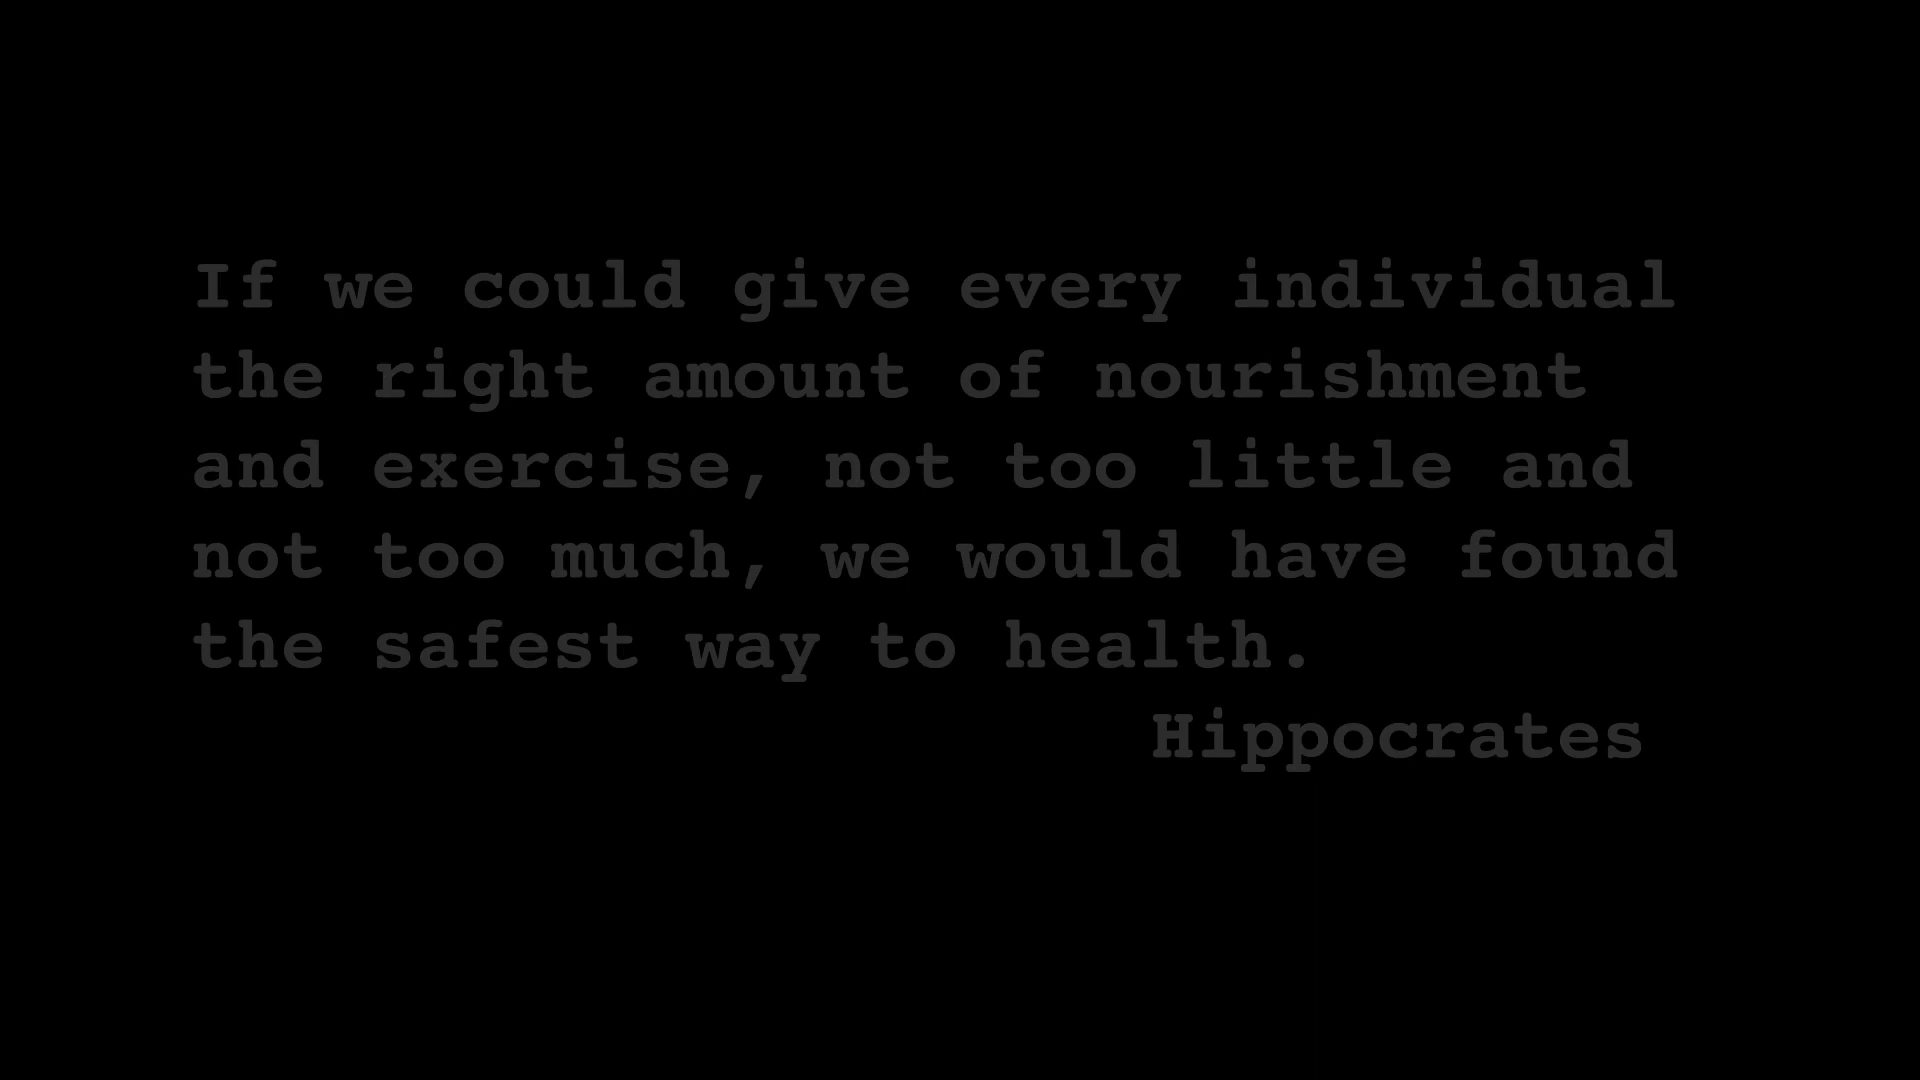 If we could give every individual
the right amount of nourishment
and exercise, not too little and
not too much, we would have found
the safest way to health.
Hippocrates